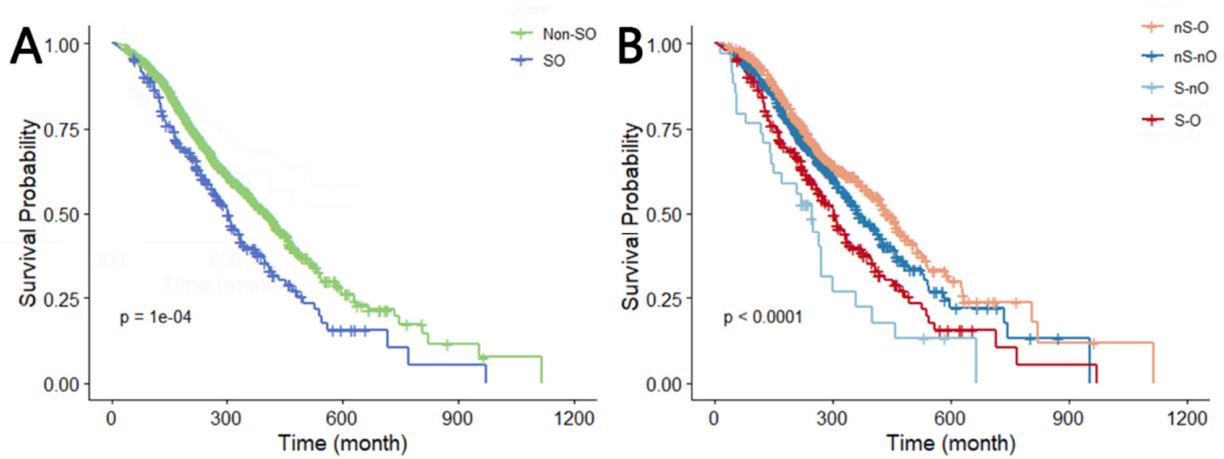 A
Non-SO
SO
Survival Probability
1.00
0.75
0.50
0.25
0.00
p = 1e-04
0
300
600
900
1200
Time (month)
B
nS-O
nS-nO
S-nO
S-O
Survival Probability
1.00
0.75
0.50
0.25
0.00
p < 0.0001
0
300
600
900
1200
Time (month)